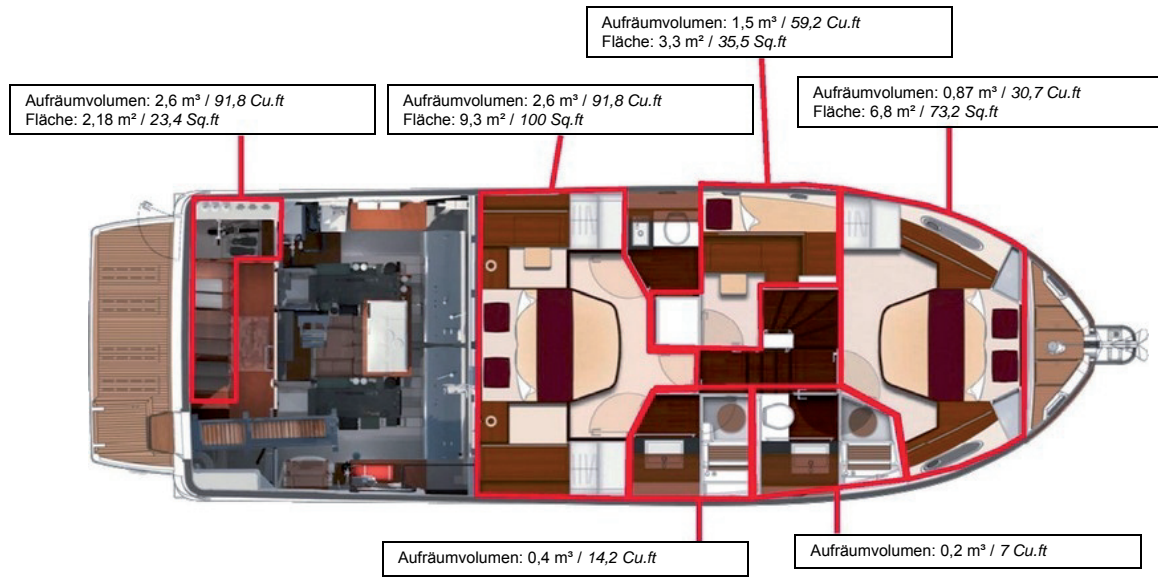 Aufräumvolumen: 1,5 m³ / 59,2 Cu.ft
Fläche: 3,3 m² / 35,5 Sq.ft
Aufräumvolumen: 2,6 m³ / 91,8 Cu.ft
Fläche: 2,18 m² / 23,4 Sq.ft
Aufräumvolumen: 2,6 m³ / 91,8 Cu.ft
Fläche: 9,3 m² / 100 Sq.ft
Aufräumvolumen: 0,87 m³ / 30,7 Cu.ft
Fläche: 6,8 m² / 73,2 Sq.ft
Aufräumvolumen: 0,4 m³ / 14,2 Cu.ft
Aufräumvolumen: 0,2 m³ / 7 Cu.ft